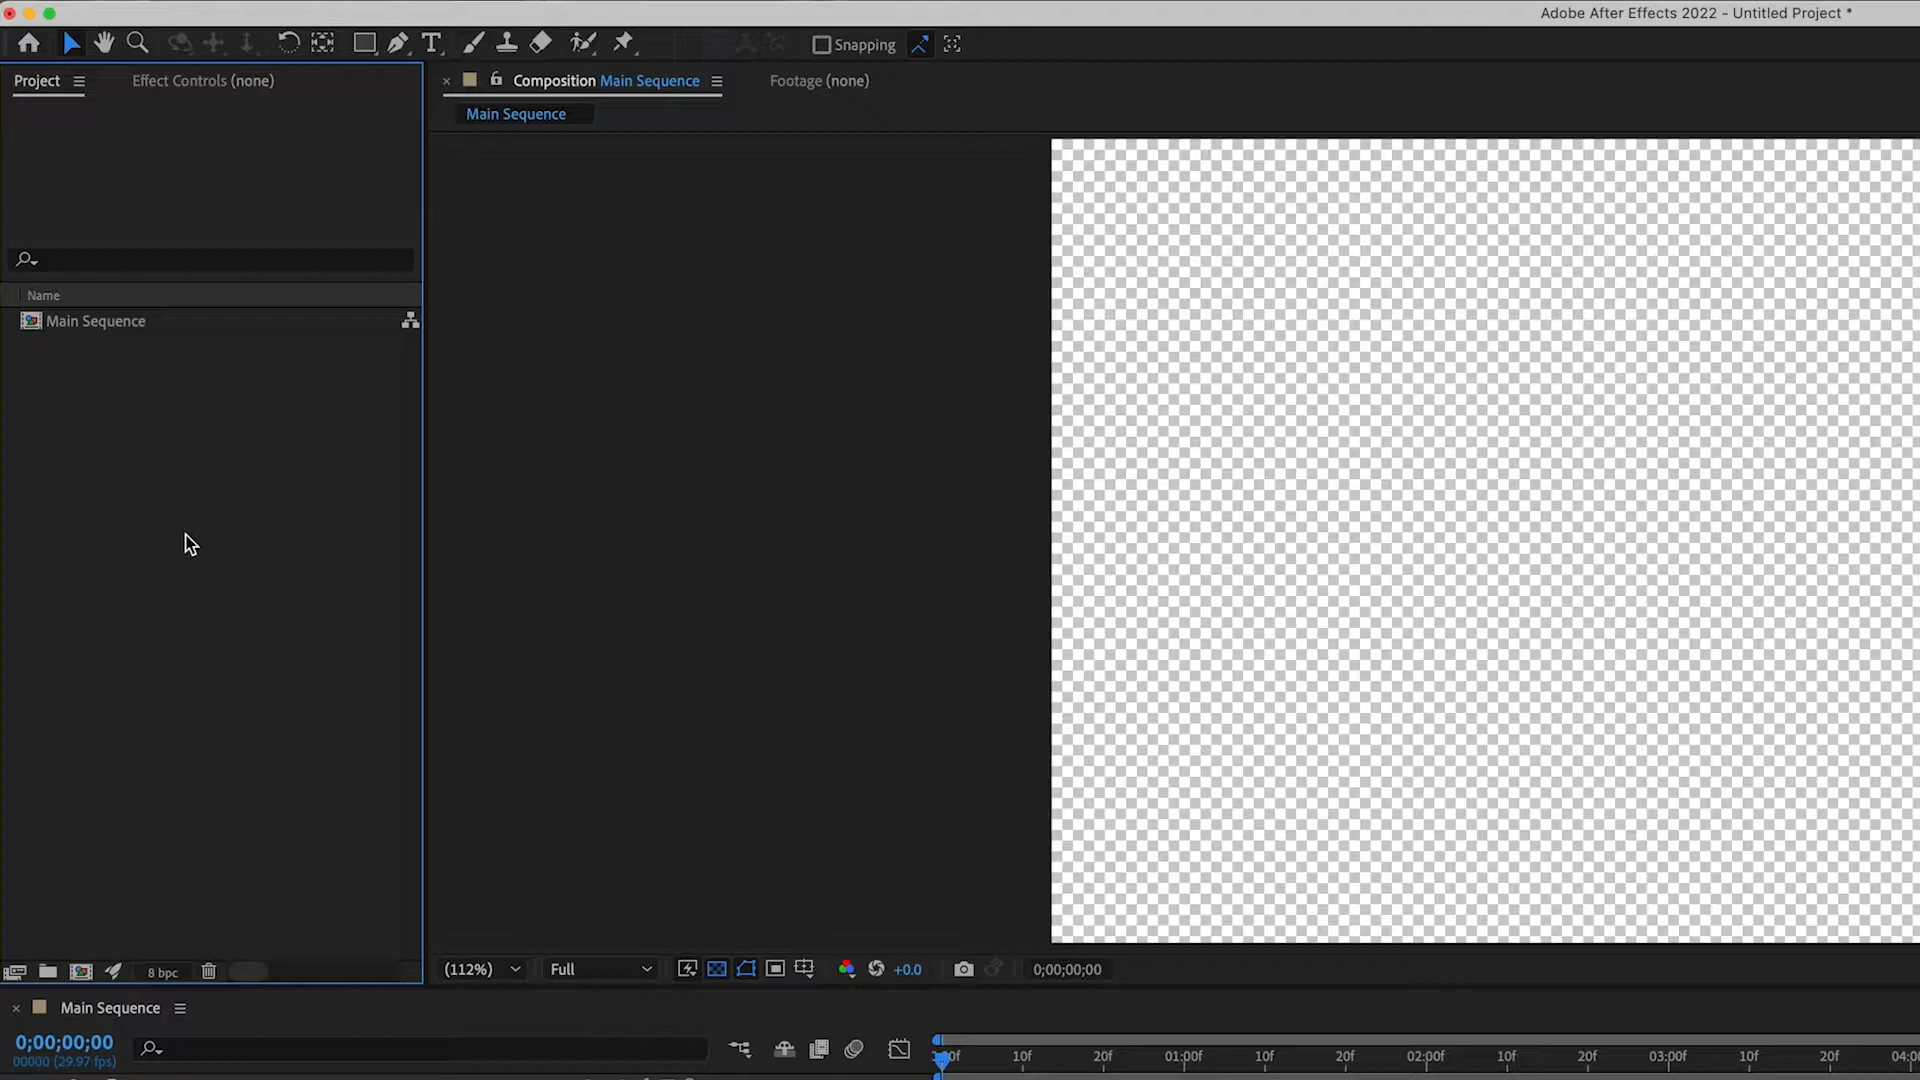 Adobe After Effects 2022 - Untitled Project *
Snapping
Project
Effect Controls (none)
Composition Main Sequence
Footage (none)
Main Sequence
Name
Main Sequence
8 bpc
(112%)
Full
+0.0
0;00;00;00
Main Sequence
0;00;00;00
00000 (29.97 fps)
10f
20f
01:00f
10f
20f
02:00f
10f
20f
03:00f
10f
20f